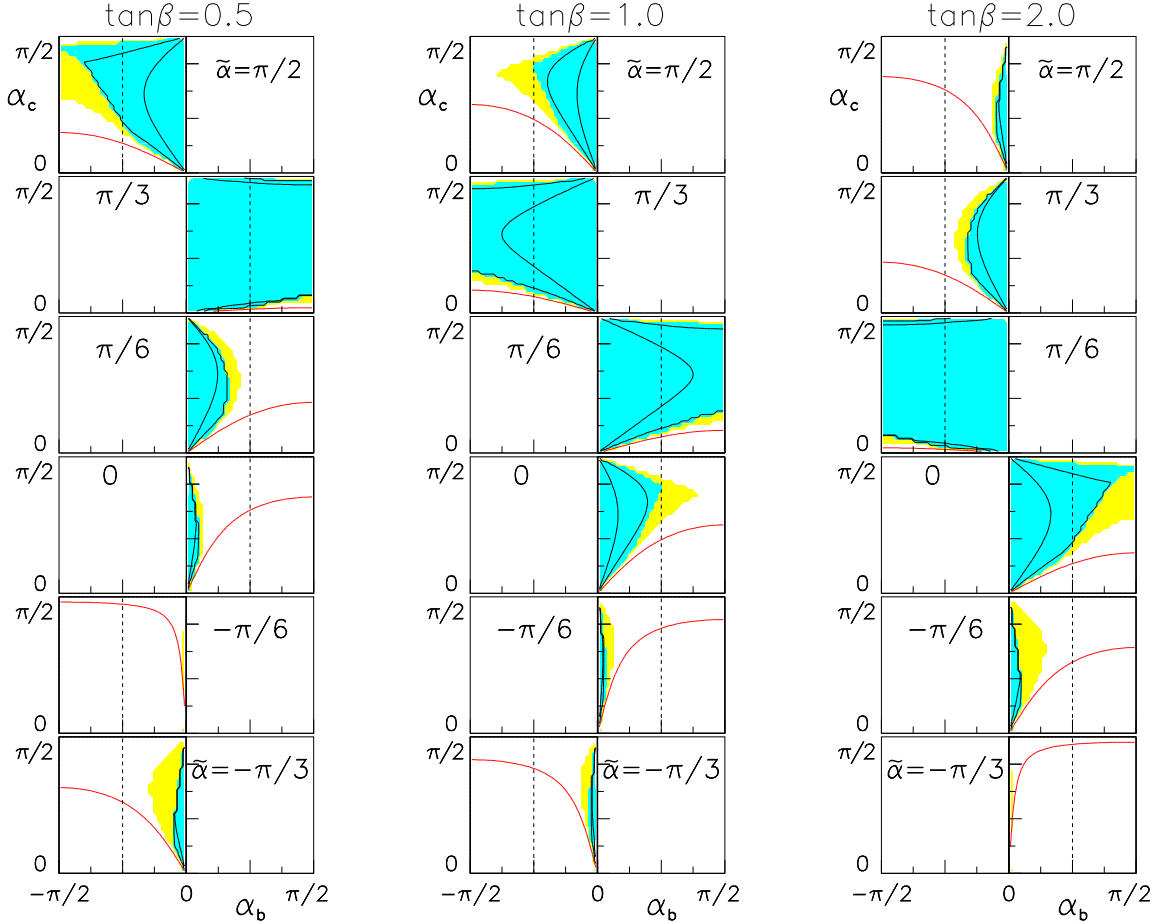 tanβ=0.5 tanβ=1.0 tanβ=2.0
π/2 α̃=π/2 π/2 α̃=π/2 π/2 α̃=π/2
α_c α_c α_c
0 0 0
π/2 π/3 π/2 π/3 π/2 π/3
0 0 0
π/2 π/6 π/2 π/6 π/2 π/6
0 0 0
π/2 0 π/2 0 π/2 0
0 0 0
π/2 −π/6 π/2 −π/6 π/2 −π/6
0 0 0
π/2 α̃=−π/3 π/2 α̃=−π/3 π/2 α̃=−π/3
0 0 0
−π/2 0 π/2 −π/2 0 π/2 −π/2 0 π/2
α_b α_b α_b